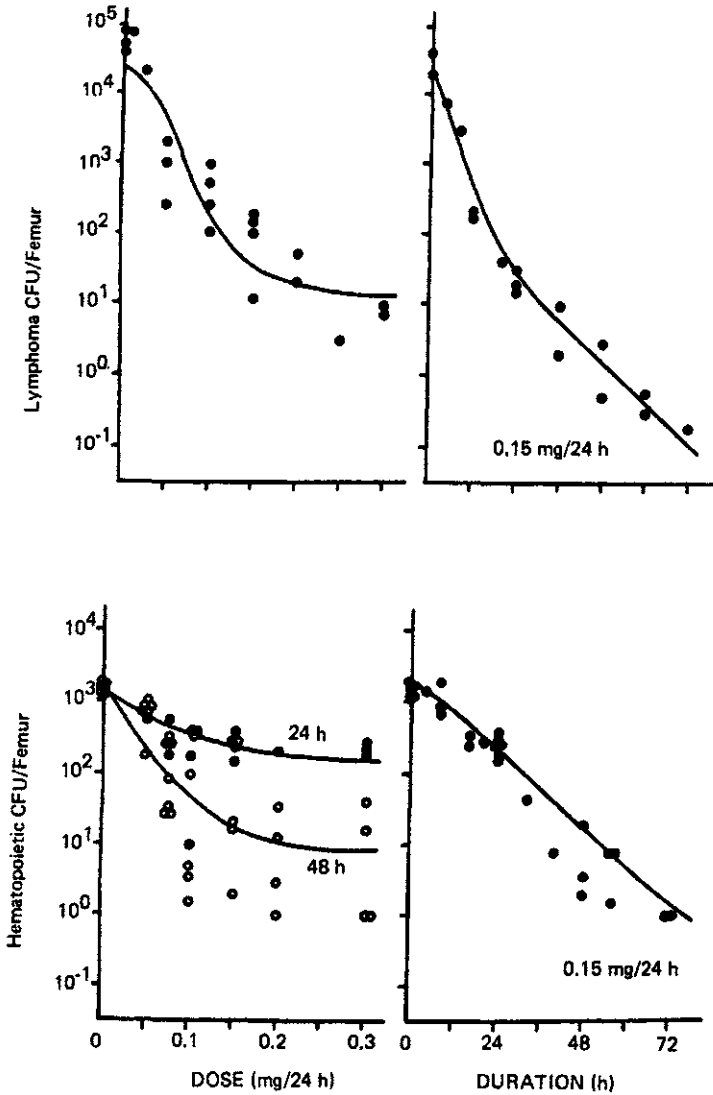 10^5
10^4
10^3
10^2
10^1
10^0.
10^-1
Lymphoma CFU/Femur
0.15 mg/24 h
10^4
10^3
10^2
10^1
10^0
10^-1
Hematopoietic CFU/Femur
24 h
48 h
0.15 mg/24 h
0 0.1 0.2 0.3
DOSE (mg/24 h)
0 24 48 72
DURATION (h)